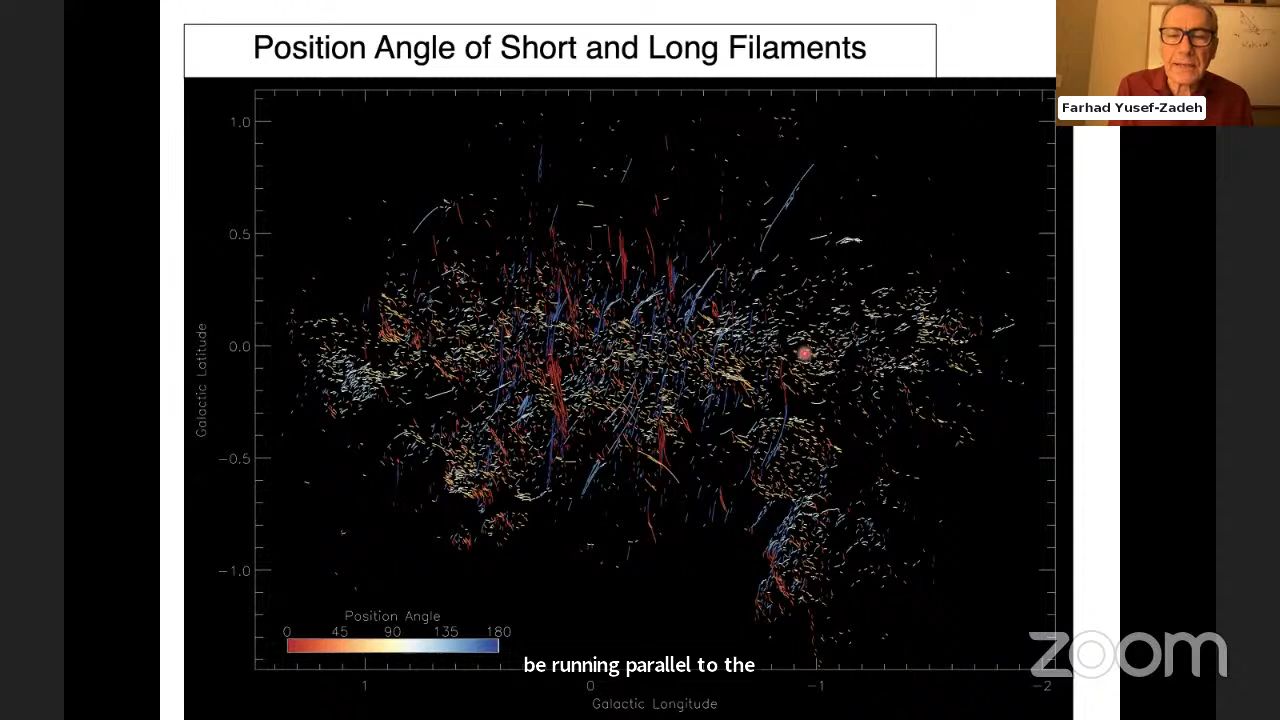 Position Angle of Short and Long Filaments
Farhad Yusef-Zadeh
1.0
0.5
0.0
−0.5
−1.0
Galactic Latitude
Position Angle
0 45 90 135 180
be running parallel to the
1 0 −1 −2
Galactic Longitude
zoom